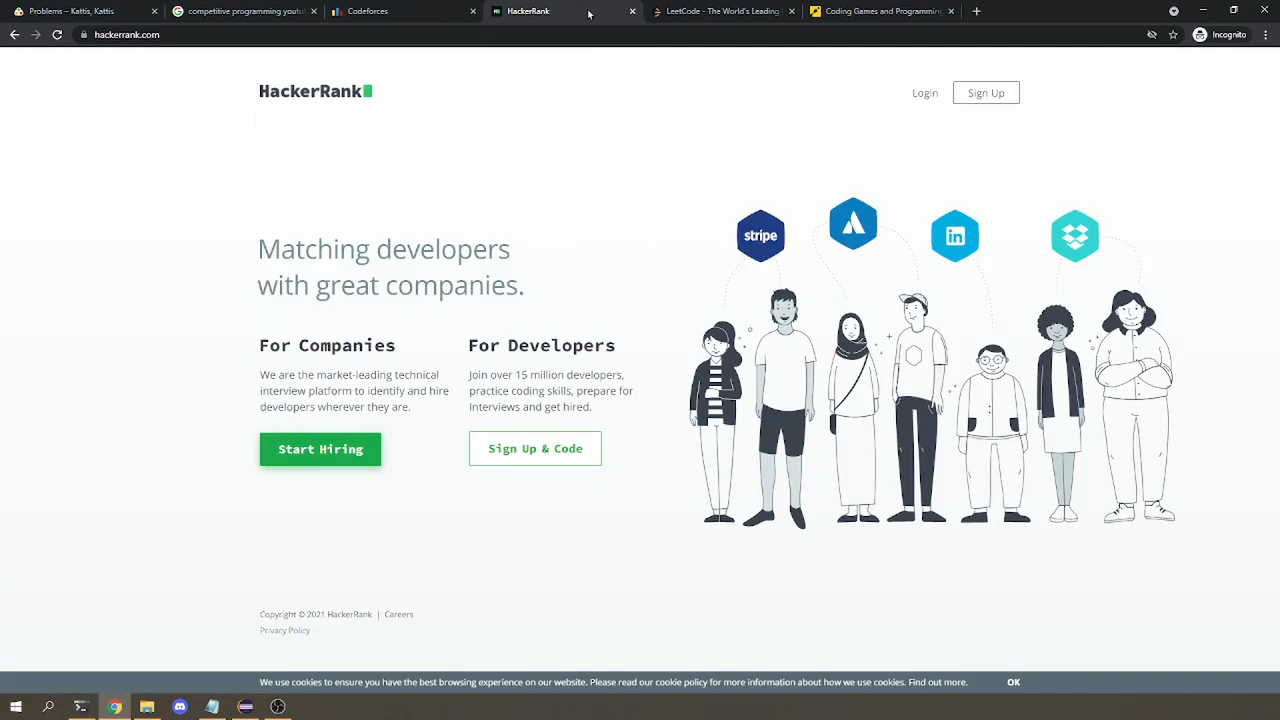 Problems – Kattis, Kattis
competitive programming youtu
Codeforces
HackerRank
LeetCode - The World's Leading
Coding Games and Programming
hackerrank.com
Incognito
HackerRank
Login
Sign Up
stripe
in
Matching developers
with great companies.
For Companies
We are the market-leading technical
interview platform to identify and hire
developers wherever they are.
Start Hiring
For Developers
Join over 15 million developers,
practice coding skills, prepare for
interviews and get hired.
Sign Up & Code
Copyright © 2021 HackerRank | Careers
Privacy Policy
We use cookies to ensure you have the best browsing experience on our website. Please read our cookie policy for more information about how we use cookies. Find out more.
OK